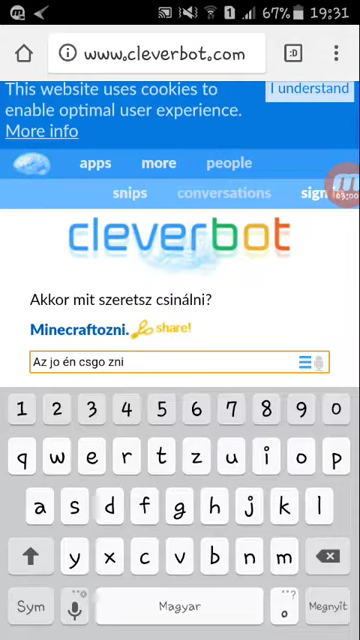 67% 19:31
www.cleverbot.com :D
This website uses cookies to
enable optimal user experience.
More info
I understand
apps more people
snips conversations sign
cleverbot
Akkor mit szeretsz csinálni?
Minecraftozni. share!
Az jo én csgo zni
1 2 3 4 5 6 7 8 9 0
q w e r t z u i o p
a s d f g h j k l
y x c v b n m
Sym Magyar . Megnyit